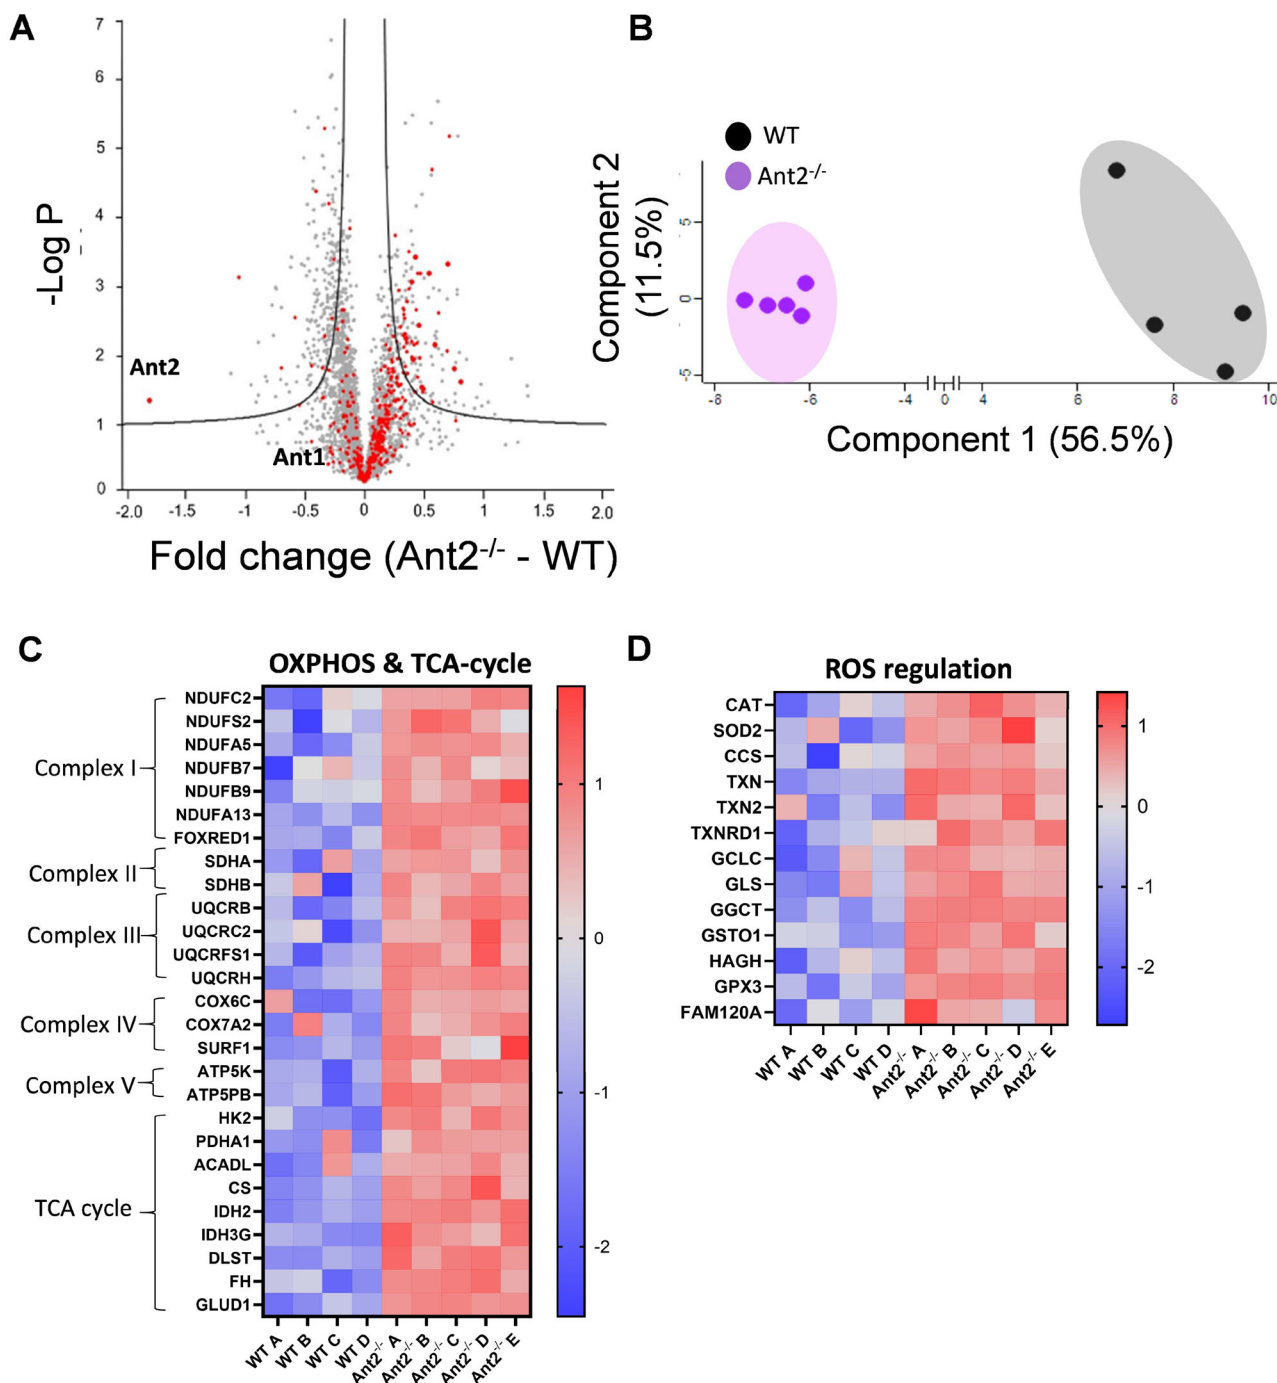 A
7
6
5
4
3
2
1
0
-Log P
Ant2
Ant1
-2.0 -1.5 -1 -0.5 0 0.5 1 1.5 2.0
Fold change (Ant2-/- - WT)
B
WT
Ant2-/-
Component 2
(11.5%)
5
0
-5
-8 -6 -4 0 4 6 8 10
Component 1 (56.5%)
C
OXPHOS & TCA-cycle
Complex I
NDUFC2
NDUFS2
NDUFA5
NDUFB7
NDUFB9
NDUFA13
FOXRED1
Complex II
SDHA
SDHB
Complex III
UQCRB
UQCRC2
UQCRFS1
UQCRH
Complex IV
COX6C
COX7A2
SURF1
Complex V
ATP5K
ATP5PB
TCA cycle
HK2
PDHA1
ACADL
CS
IDH2
IDH3G
DLST
FH
GLUD1
WT A
WT B
WT C
WT D
Ant2-/- A
Ant2-/- B
Ant2-/- C
Ant2-/- D
Ant2-/- E
1
0
-1
-2
D
ROS regulation
CAT
SOD2
CCS
TXN
TXN2
TXNRD1
GCLC
GLS
GGCT
GSTO1
HAGH
GPX3
FAM120A
WT A
WT B
WT C
WT D
Ant2-/- A
Ant2-/- B
Ant2-/- C
Ant2-/- D
Ant2-/- E
1
0
-1
-2